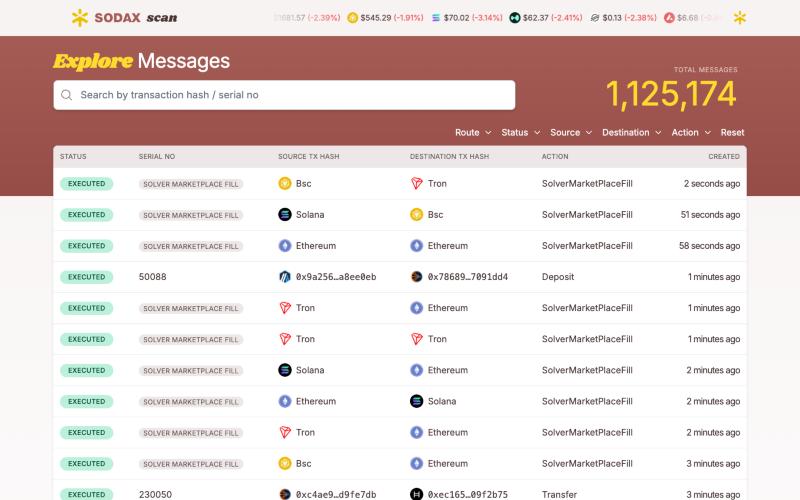 SODAX scan
(-2.39%) $545.29 (-1.91%) $70.02 (-3.14%) $62.37 (-2.41%) $0.13 (-2.38%) $6.68
Explore Messages
TOTAL MESSAGES
Search by transaction hash / serial no
1,125,174
Route Status Source Destination Action Reset
STATUS SERIAL NO SOURCE TX HASH DESTINATION TX HASH ACTION CREATED
EXECUTED SOLVER MARKETPLACE FILL Bsc Tron SolverMarketPlaceFill 2 seconds ago
EXECUTED SOLVER MARKETPLACE FILL Solana Bsc SolverMarketPlaceFill 51 seconds ago
EXECUTED SOLVER MARKETPLACE FILL Ethereum Ethereum SolverMarketPlaceFill 58 seconds ago
EXECUTED 50088 0x9a256…a8ee0eb 0x78689…7091dd4 Deposit 1 minutes ago
EXECUTED SOLVER MARKETPLACE FILL Tron Ethereum SolverMarketPlaceFill 1 minutes ago
EXECUTED SOLVER MARKETPLACE FILL Tron Tron SolverMarketPlaceFill 1 minutes ago
EXECUTED SOLVER MARKETPLACE FILL Solana Ethereum SolverMarketPlaceFill 2 minutes ago
EXECUTED SOLVER MARKETPLACE FILL Ethereum Solana SolverMarketPlaceFill 2 minutes ago
EXECUTED SOLVER MARKETPLACE FILL Tron Ethereum SolverMarketPlaceFill 2 minutes ago
EXECUTED SOLVER MARKETPLACE FILL Bsc Ethereum SolverMarketPlaceFill 3 minutes ago
EXECUTED 230050 0xc4ae9…d9fe7db 0xec165…09f2b75 Transfer 3 minutes ago